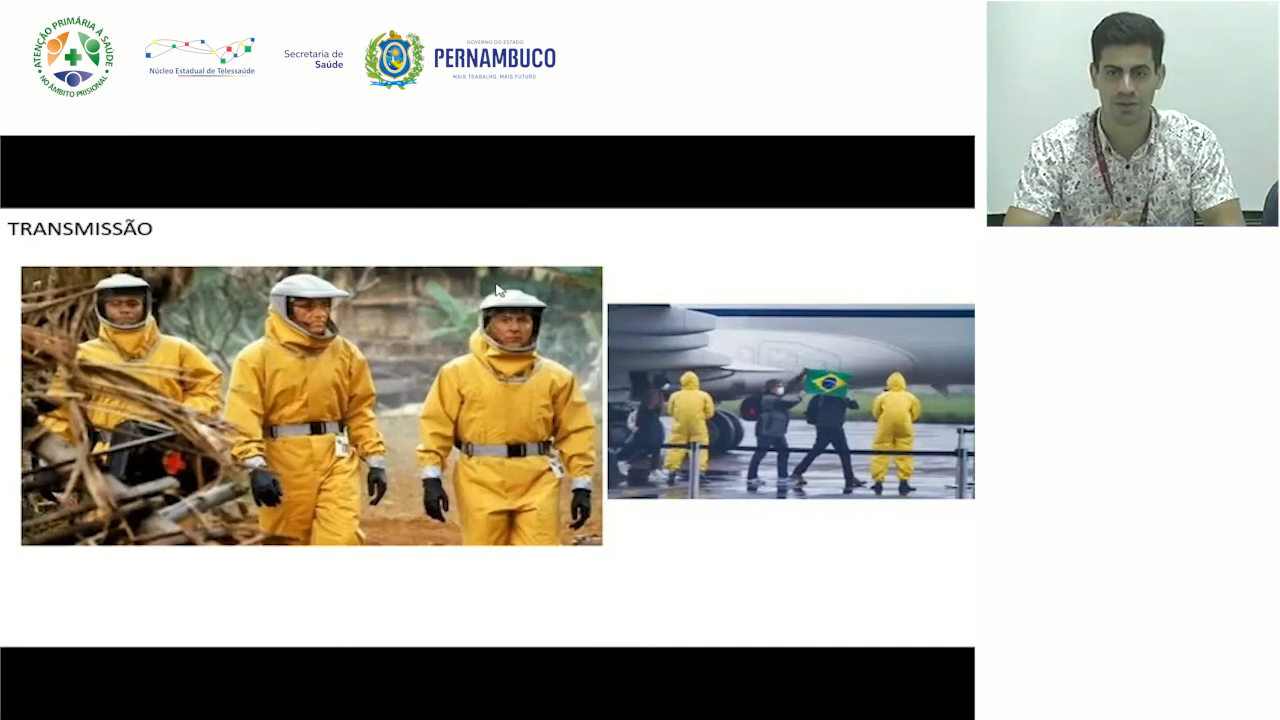 ATENÇÃO PRIMÁRIA À SAÚDE
NO ÂMBITO PRISIONAL
Núcleo Estadual de Telessaúde
Secretaria de
Saúde
GOVERNO DO ESTADO
PERNAMBUCO
MAIS TRABALHO, MAIS FUTURO.
TRANSMISSÃO